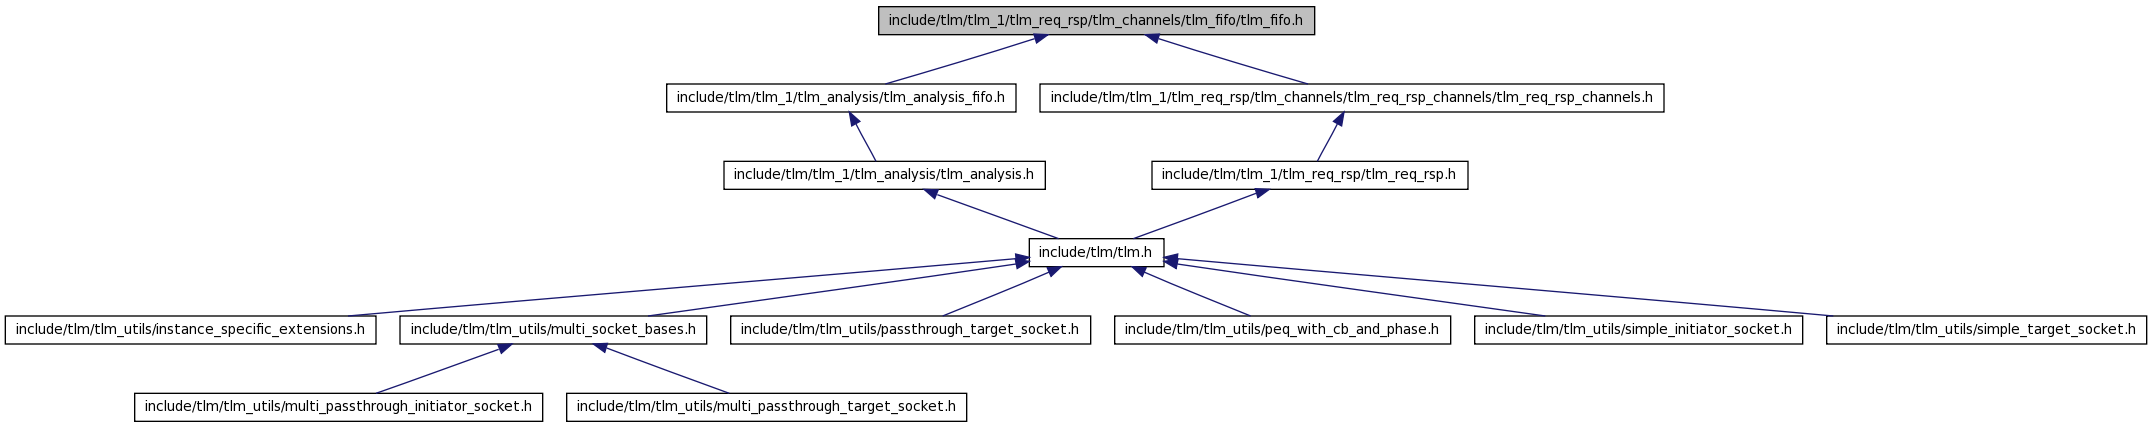 include/tlm/tlm_1/tlm_req_rsp/tlm_channels/tlm_fifo/tlm_fifo.h
include/tlm/tlm_1/tlm_analysis/tlm_analysis_fifo.h
include/tlm/tlm_1/tlm_req_rsp/tlm_channels/tlm_req_rsp_channels/tlm_req_rsp_channels.h
include/tlm/tlm_1/tlm_analysis/tlm_analysis.h
include/tlm/tlm_1/tlm_req_rsp/tlm_req_rsp.h
include/tlm/tlm.h
include/tlm/tlm_utils/instance_specific_extensions.h
include/tlm/tlm_utils/multi_socket_bases.h
include/tlm/tlm_utils/passthrough_target_socket.h
include/tlm/tlm_utils/peq_with_cb_and_phase.h
include/tlm/tlm_utils/simple_initiator_socket.h
include/tlm/tlm_utils/simple_target_socket.h
include/tlm/tlm_utils/multi_passthrough_initiator_socket.h
include/tlm/tlm_utils/multi_passthrough_target_socket.h